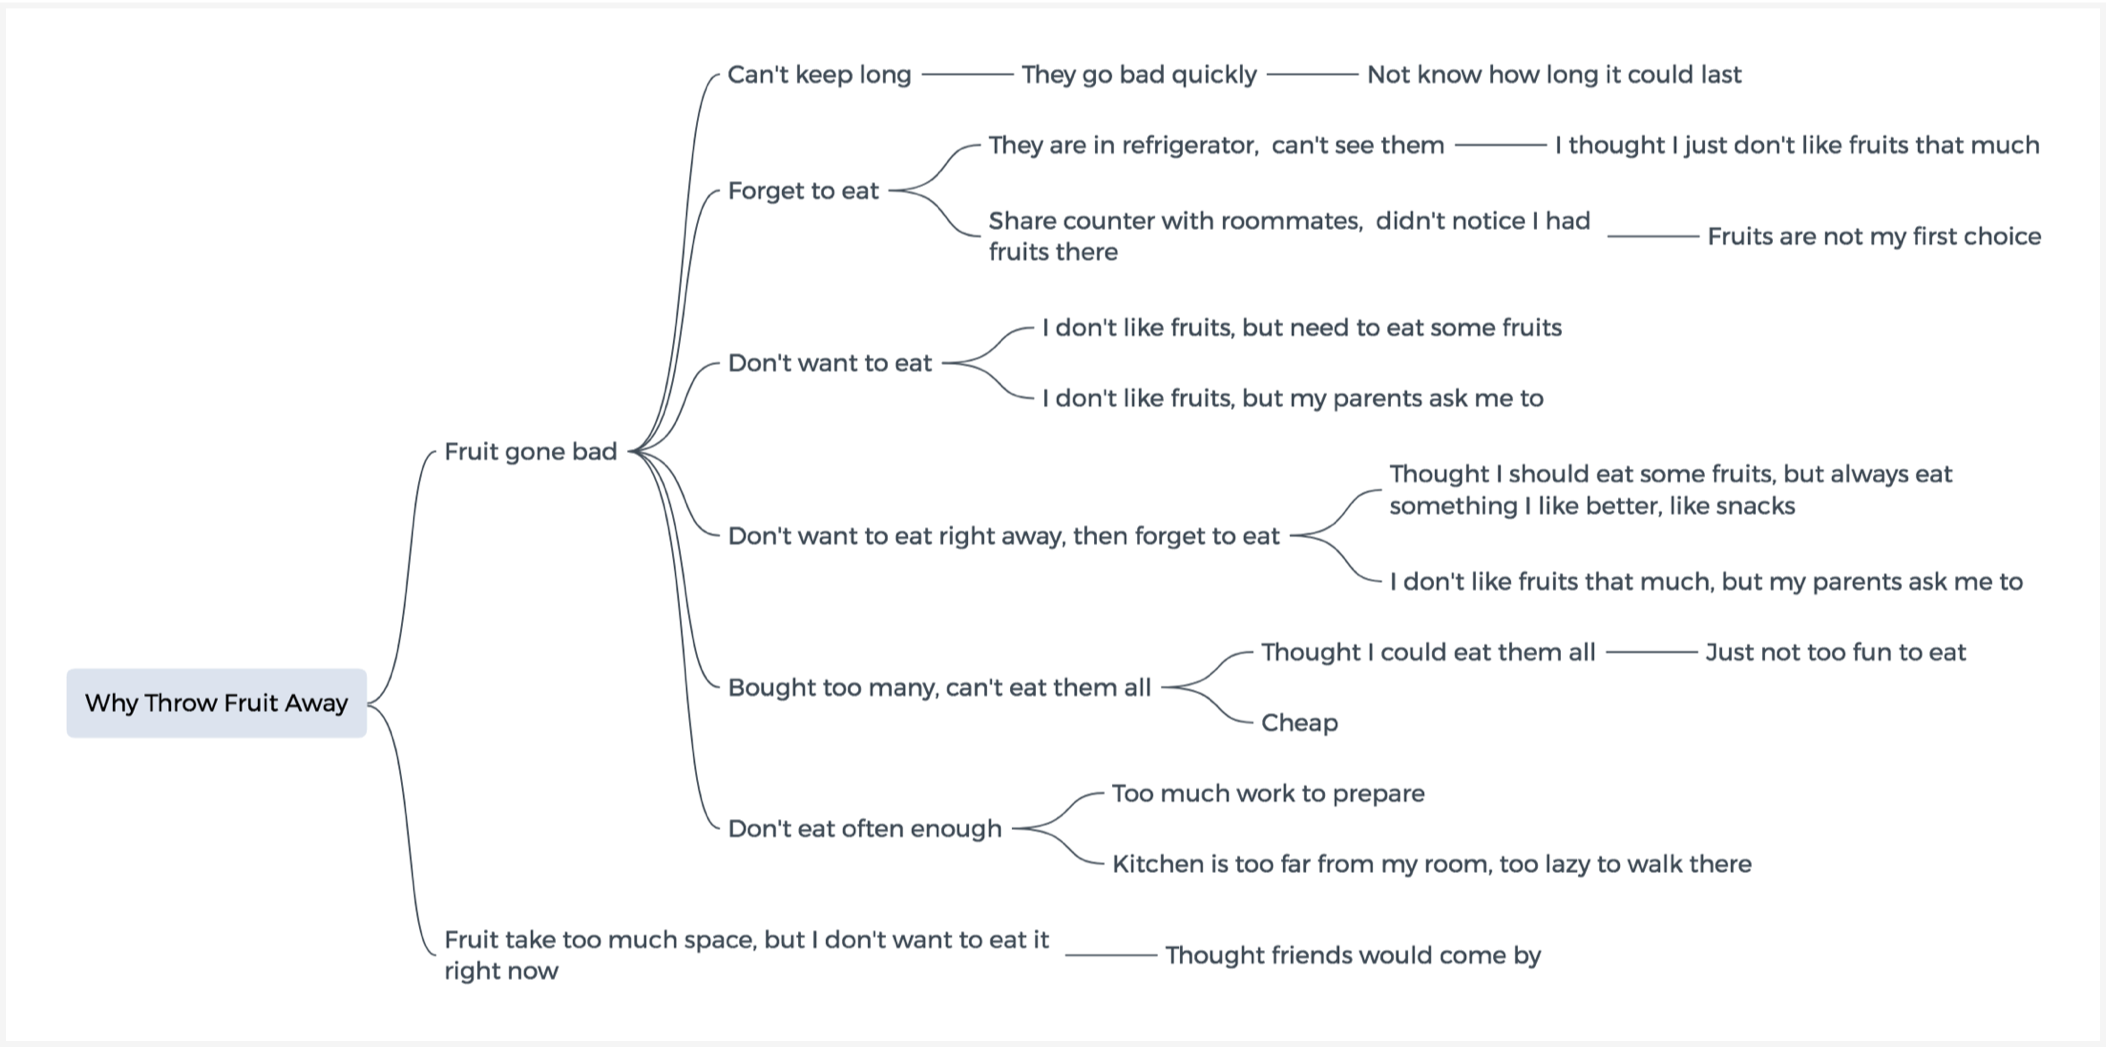 Can't keep long
They go bad quickly
Not know how long it could last
They are in refrigerator, can't see them
I thought I just don't like fruits that much
Forget to eat
Share counter with roommates, didn't notice I had
fruits there
Fruits are not my first choice
I don't like fruits, but need to eat some fruits
Don't want to eat
I don't like fruits, but my parents ask me to
Fruit gone bad
Thought I should eat some fruits, but always eat
something I like better, like snacks
Don't want to eat right away, then forget to eat
I don't like fruits that much, but my parents ask me to
Thought I could eat them all
Just not too fun to eat
Bought too many, can't eat them all
Why Throw Fruit Away
Cheap
Too much work to prepare
Don't eat often enough
Kitchen is too far from my room, too lazy to walk there
Fruit take too much space, but I don't want to eat it
right now
Thought friends would come by